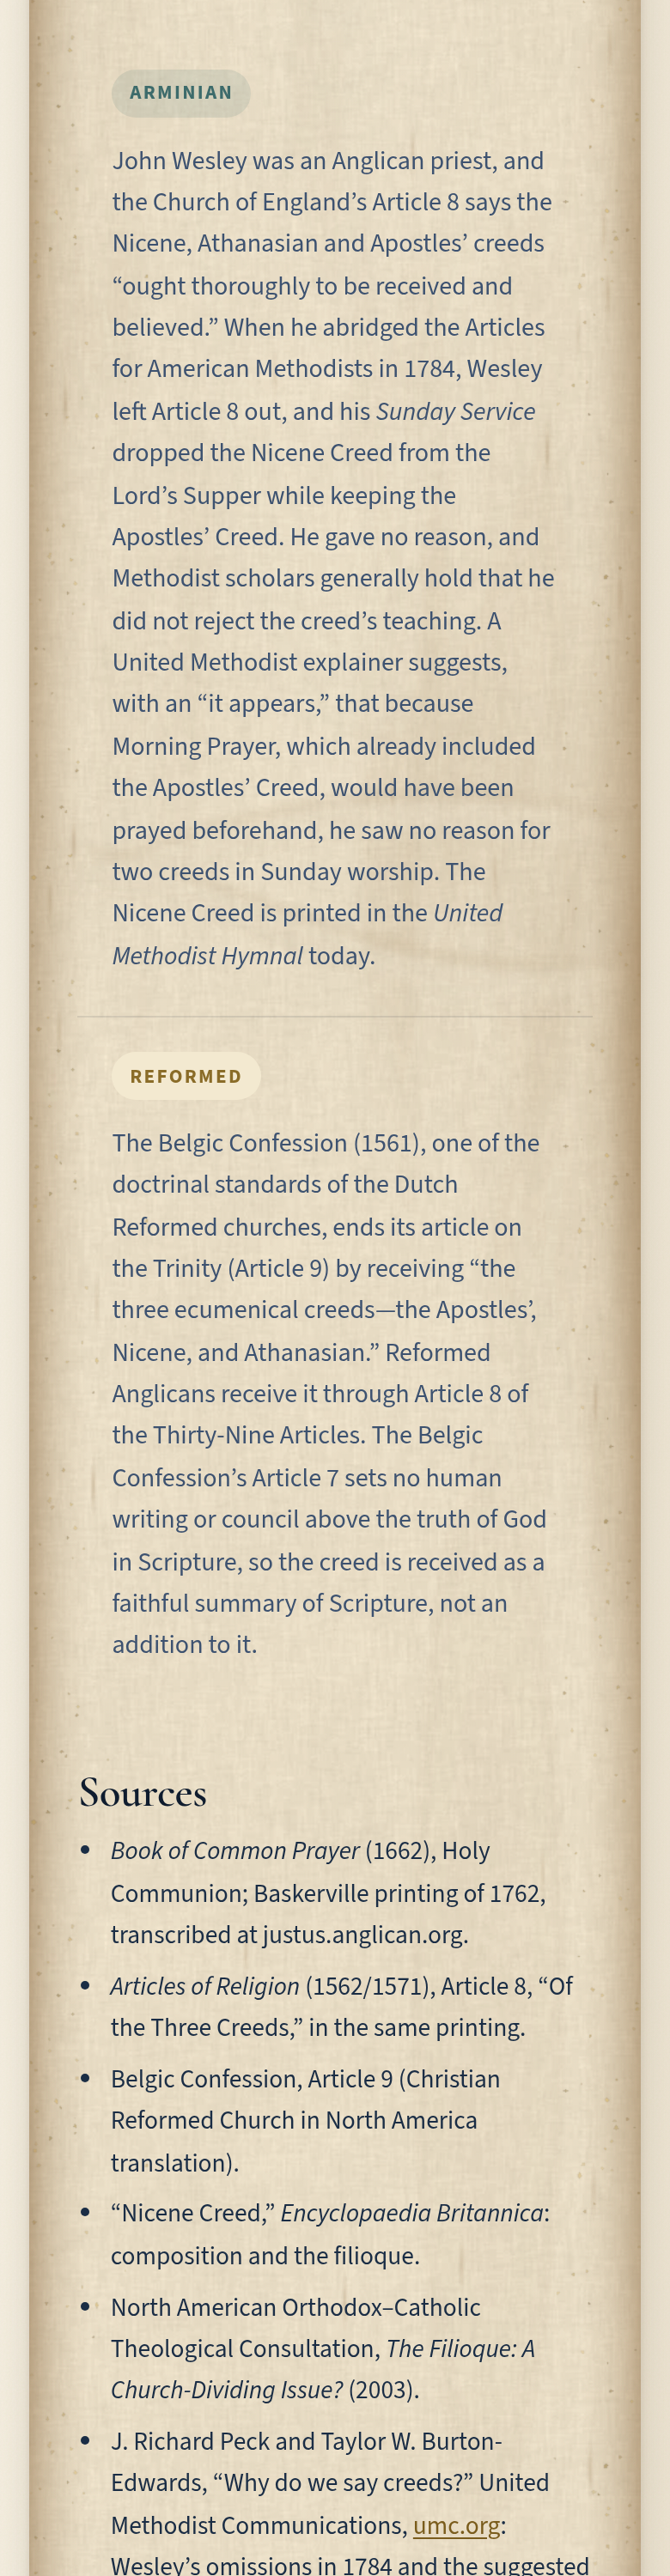 ARMINIAN
John Wesley was an Anglican priest, and
the Church of England’s Article 8 says the
Nicene, Athanasian and Apostles’ creeds
“ought thoroughly to be received and
believed.” When he abridged the Articles
for American Methodists in 1784, Wesley
left Article 8 out, and his Sunday Service
dropped the Nicene Creed from the
Lord’s Supper while keeping the
Apostles’ Creed. He gave no reason, and
Methodist scholars generally hold that he
did not reject the creed’s teaching. A
United Methodist explainer suggests,
with an “it appears,” that because
Morning Prayer, which already included
the Apostles’ Creed, would have been
prayed beforehand, he saw no reason for
two creeds in Sunday worship. The
Nicene Creed is printed in the United
Methodist Hymnal today.
REFORMED
The Belgic Confession (1561), one of the
doctrinal standards of the Dutch
Reformed churches, ends its article on
the Trinity (Article 9) by receiving “the
three ecumenical creeds—the Apostles’,
Nicene, and Athanasian.” Reformed
Anglicans receive it through Article 8 of
the Thirty-Nine Articles. The Belgic
Confession’s Article 7 sets no human
writing or council above the truth of God
in Scripture, so the creed is received as a
faithful summary of Scripture, not an
addition to it.
Sources
• Book of Common Prayer (1662), Holy
Communion; Baskerville printing of 1762,
transcribed at justus.anglican.org.
• Articles of Religion (1562/1571), Article 8, “Of
the Three Creeds,” in the same printing.
• Belgic Confession, Article 9 (Christian
Reformed Church in North America
translation).
• “Nicene Creed,” Encyclopaedia Britannica:
composition and the filioque.
• North American Orthodox–Catholic
Theological Consultation, The Filioque: A
Church-Dividing Issue? (2003).
• J. Richard Peck and Taylor W. Burton-
Edwards, “Why do we say creeds?” United
Methodist Communications, umc.org:
Wesley’s omissions in 1784 and the suggested